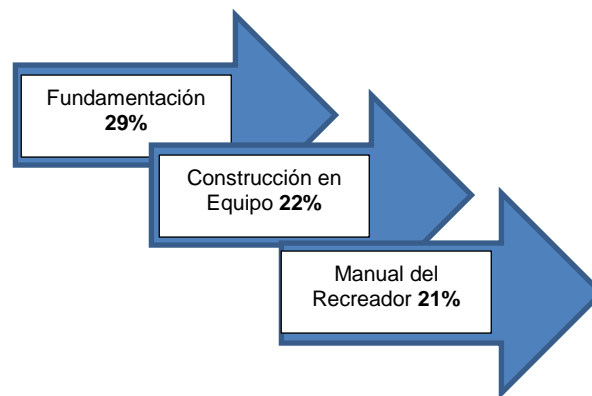 Fundamentación
29%
Construcción en
Equipo 22%
Manual del
Recreador 21%